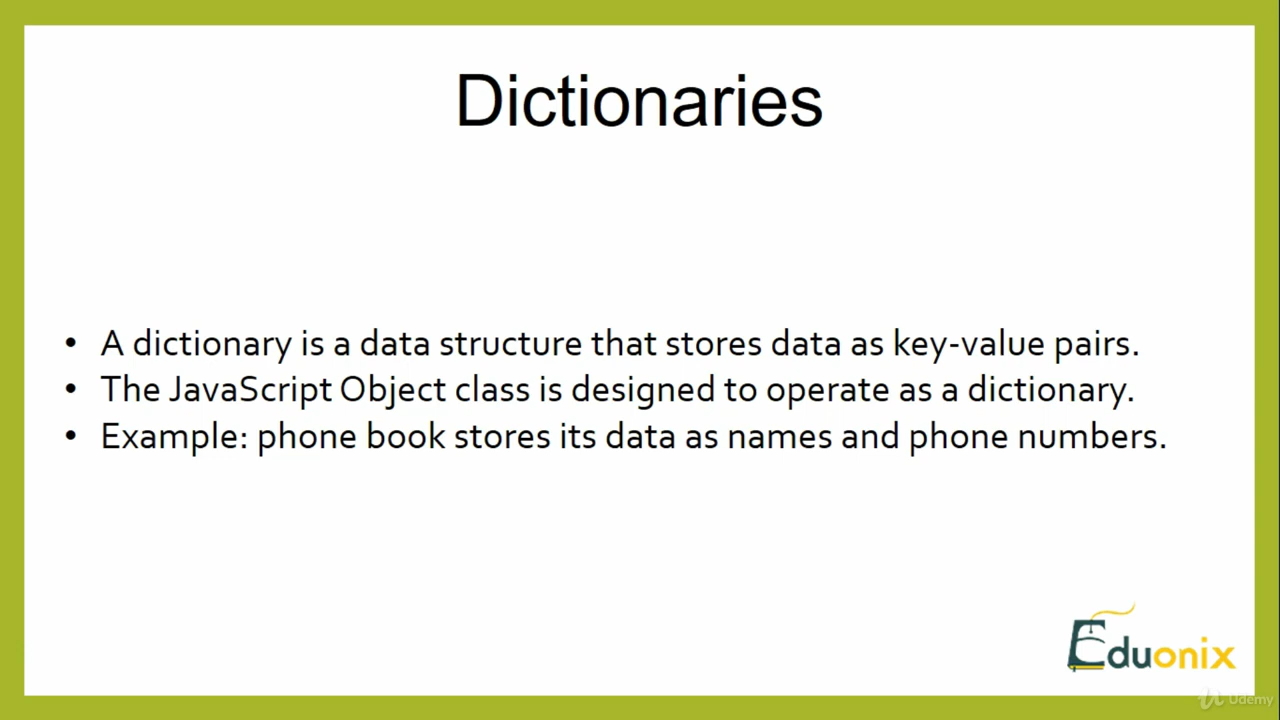 Dictionaries
• A dictionary is a data structure that stores data as key-value pairs.
• The JavaScript Object class is designed to operate as a dictionary.
• Example: phone book stores its data as names and phone numbers.
Eduonix
Udemy